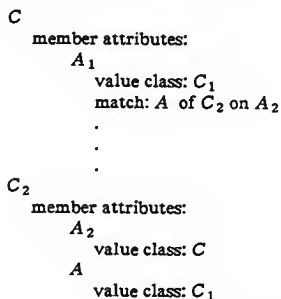 C
member attributes:
A1
value class: C1
match: A of C2 on A2
.
.
.
C2
member attributes:
A2
value class: C
A
value class: C1